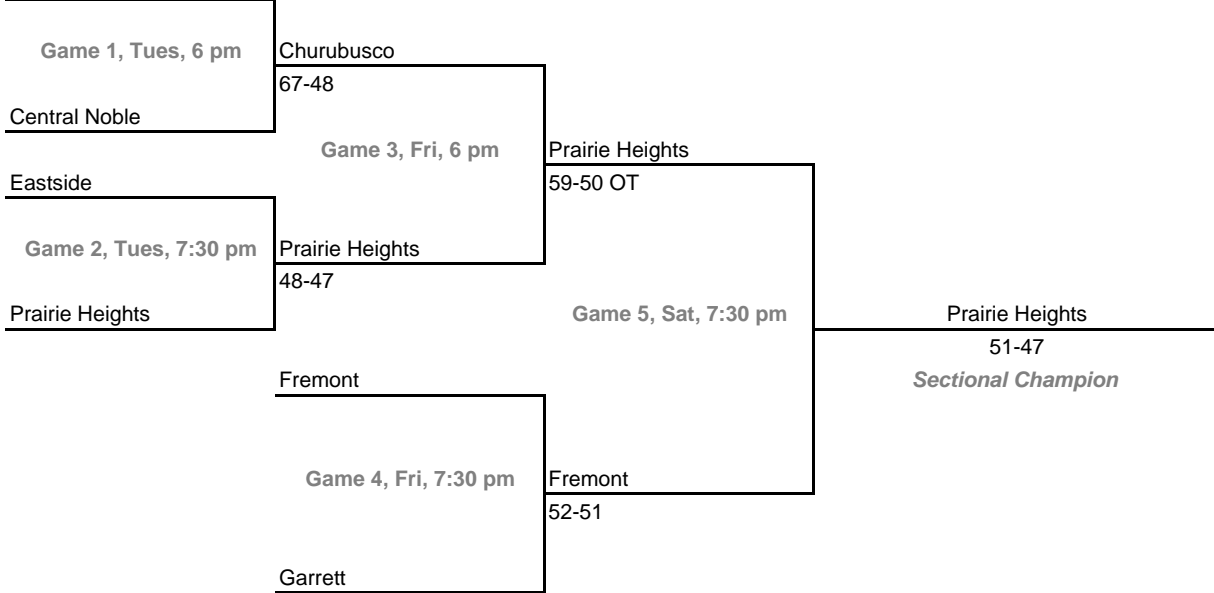 Game 1, Tues, 6 pm
Churubusco
67-48
Central Noble
Game 3, Fri, 6 pm
Prairie Heights
Eastside
59-50 OT
Game 2, Tues, 7:30 pm
Prairie Heights
48-47
Prairie Heights
Game 5, Sat, 7:30 pm
Prairie Heights
51-47
Fremont
Sectional Champion
Game 4, Fri, 7:30 pm
Fremont
52-51
Garrett